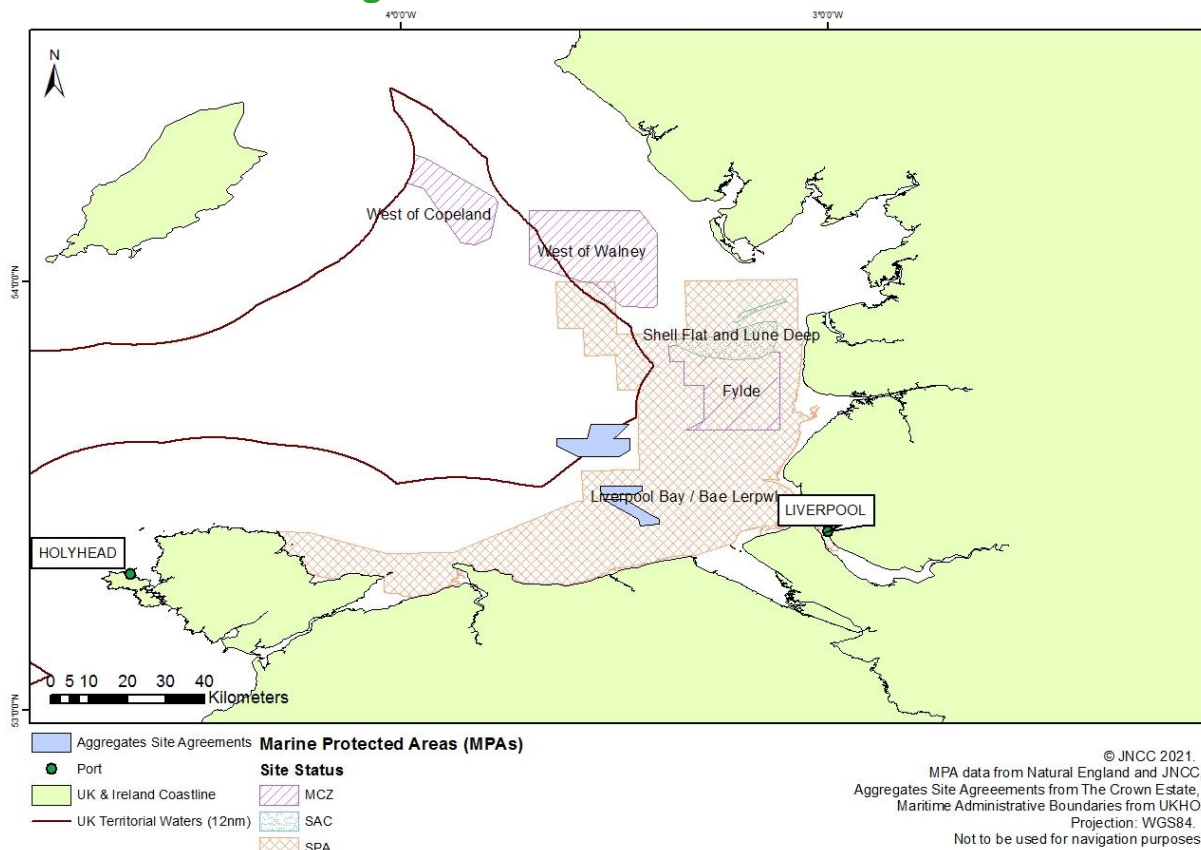 4°0'0"W
3°0'0"W
N
West of Copeland
West of Walney
54°0'0"N
Shell Flat and Lune Deep
Fylde
Liverpool Bay / Bae Lerpwl
LIVERPOOL
HOLYHEAD
0 5 10 20 30 40
Kilometers
53°0'0"N
Aggregates Site Agreements
Port
UK & Ireland Coastline
UK Territorial Waters (12nm)
Marine Protected Areas (MPAs)
Site Status
MCZ
SAC
SPA
© JNCC 2021.
MPA data from Natural England and JNCC,
Aggregates Site Agreeements from The Crown Estate,
Maritime Administrative Boundaries from UKHO
Projection: WGS84.
Not to be used for navigation purposes